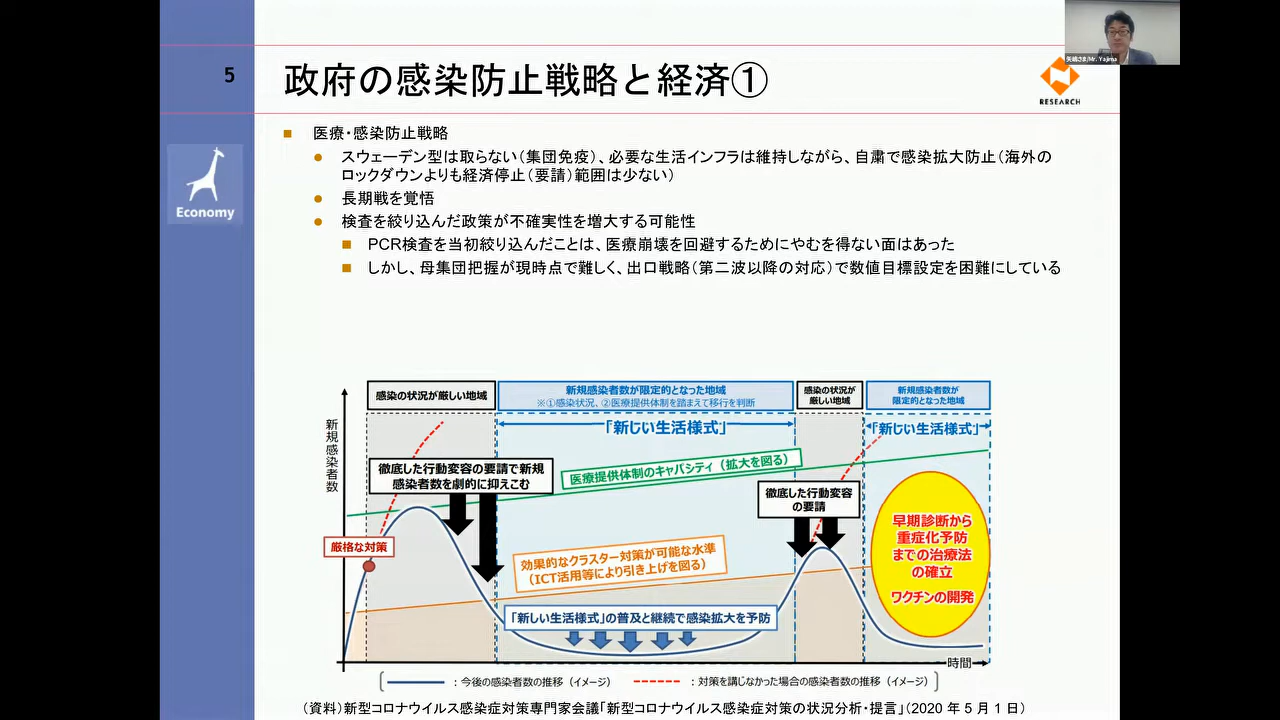 5
政府の感染防止戦略と経済①
矢嶋さま/Mr. Yajima
RESEARCH
Economy
医療・感染防止戦略
スウェーデン型は取らない（集団免疫）、必要な生活インフラは維持しながら、自粛で感染拡大防止（海外の
ロックダウンよりも経済停止（要請）範囲は少ない）
長期戦を覚悟
検査を絞り込んだ政策が不確実性を増大する可能性
PCR検査を当初絞り込んだことは、医療崩壊を回避するためにやむを得ない面はあった
しかし、母集団把握が現時点で難しく、出口戦略（第二波以降の対応）で数値目標設定を困難にしている
感染の状況が厳しい地域
新規感染者数が限定的となった地域
※①感染状況、②医療提供体制を踏まえて移行を判断
感染の状況が
厳しい地域
新規感染者数が
限定的となった地域
「新しい生活様式」
「新しい生活様式」
新規感染者数
徹底した行動変容の要請で新規
感染者数を劇的に抑えこむ
医療提供体制のキャパシティ（拡大を図る）
徹底した行動変容
の要請
厳格な対策
効果的なクラスター対策が可能な水準
（ICT活用等により引き上げを図る）
早期診断から
重症化予防
までの治療法
の確立
ワクチンの開発
「新しい生活様式」の普及と継続で感染拡大を予防
時間
：今後の感染者数の推移（イメージ）
：対策を講じなかった場合の感染者数の推移（イメージ）
（資料）新型コロナウイルス感染症対策専門家会議「新型コロナウイルス感染症対策の状況分析・提言」（2020年5月1日）